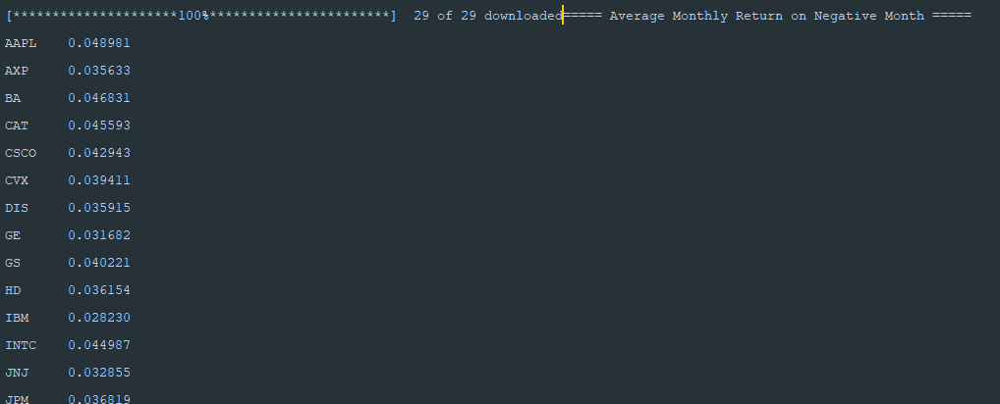 [*********************100%***********************]  29 of 29 downloaded===== Average Monthly Return on Negative Month =====
AAPL    0.048981
AXP     0.035633
BA      0.046831
CAT     0.045593
CSCO    0.042943
CVX     0.039411
DIS     0.035915
GE      0.031682
GS      0.040221
HD      0.036154
IBM     0.028230
INTC    0.044987
JNJ     0.032855
JPM     0.036819